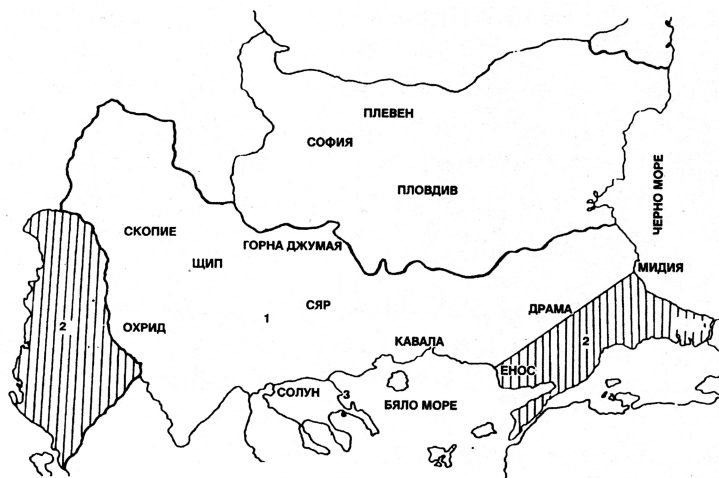 ПЛЕВЕН
СОФИЯ
ПЛОВДИВ
ЧЕРНО МОРЕ
СКОПИЕ
ГОРНА ДЖУМАЯ
ЩИП
МИДИЯ
СЯР
ДРАМА
1
2
ОХРИД
КАВАЛА
2
ЕНОС
СОЛУН
3
БЯЛО МОРЕ